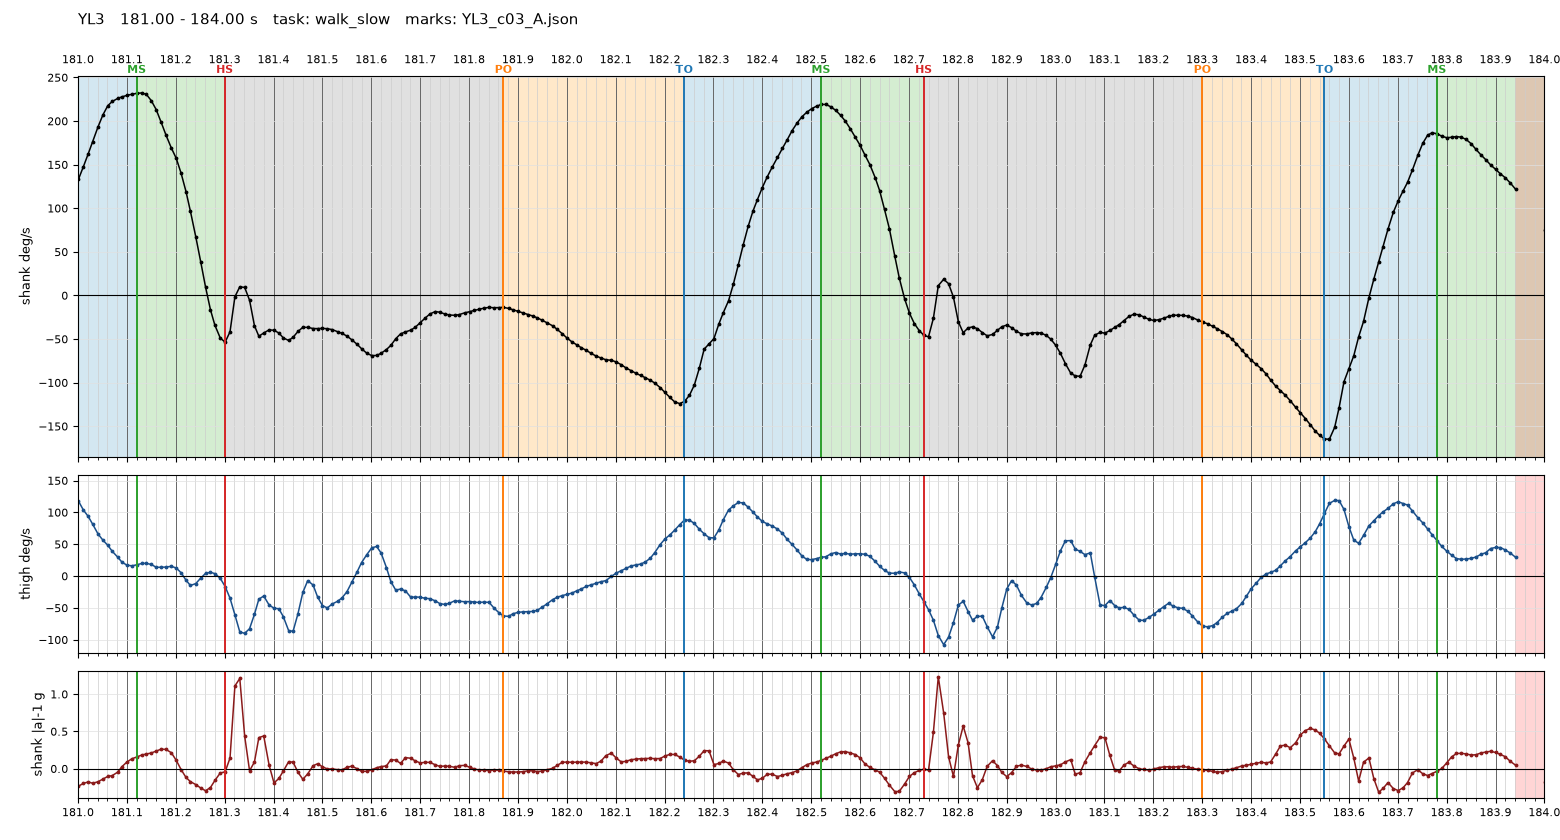 YL3 181.00 - 184.00 s task: walk_slow marks: YL3_c03_A.json
181.0 181.1 181.2 181.3 181.4 181.5 181.6 181.7 181.8 181.9 182.0 182.1 182.2 182.3 182.4 182.5 182.6 182.7 182.8 182.9 183.0 183.1 183.2 183.3 183.4 183.5 183.6 183.7 183.8 183.9 184.0
MS HS PO TO MS HS PO TO MS
250
200
150
100
50
0
−50
−100
−150
shank deg/s
150
100
50
0
−50
−100
thigh deg/s
1.0
0.5
0.0
shank |a|-1 g
181.0 181.1 181.2 181.3 181.4 181.5 181.6 181.7 181.8 181.9 182.0 182.1 182.2 182.3 182.4 182.5 182.6 182.7 182.8 182.9 183.0 183.1 183.2 183.3 183.4 183.5 183.6 183.7 183.8 183.9 184.0